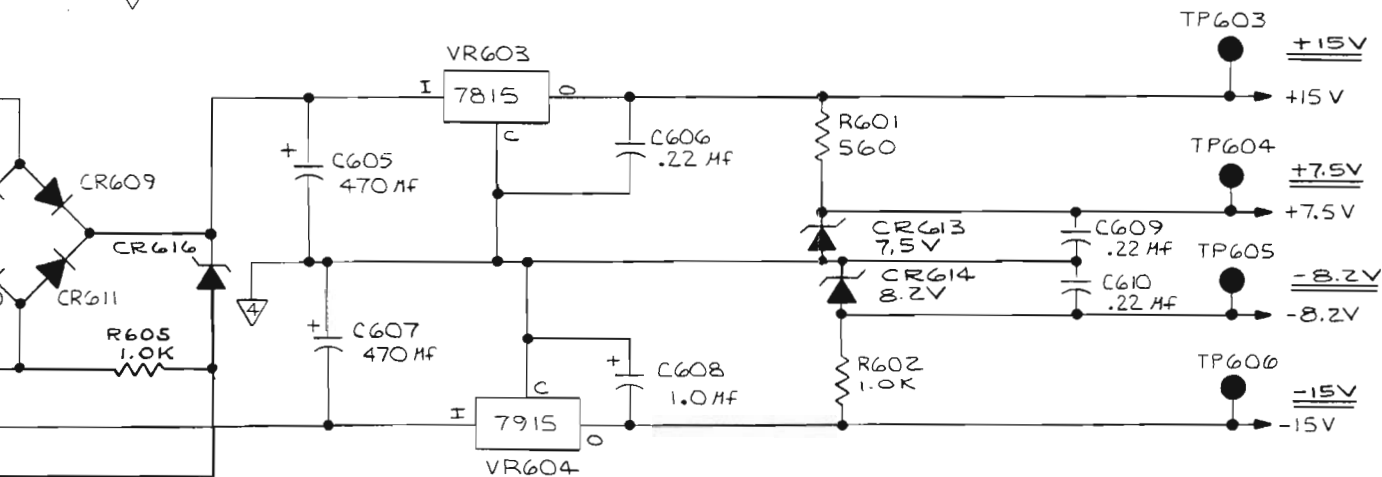 TP603
+15V
VR603
I
7815
O
C
+15V
R601
560
C606
.22 Mf
+
C605
470 Mf
TP604
+7.5V
+7.5V
CR609
CR613
7.5V
C609
.22 Mf
CR616
TP605
-8.2V
CR614
8.2V
C610
.22 Mf
-8.2V
CR611
4
+
C607
470 Mf
R605
1.0K
+
C608
1.0 Mf
R602
1.0K
TP606
-15V
C
I
7915
O
-15V
VR604